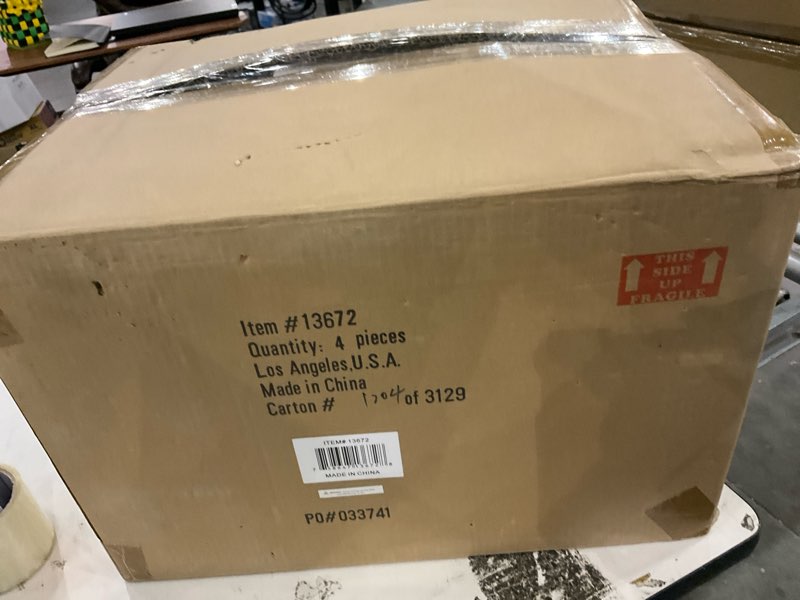 THIS
SIDE
UP
FRAGILE
Item #13672
Quantity: 4 pieces
Los Angeles,U.S.A.
Made in China
Carton # 1204 of 3129
ITEM# 13672
MADE IN CHINA
PO#033741